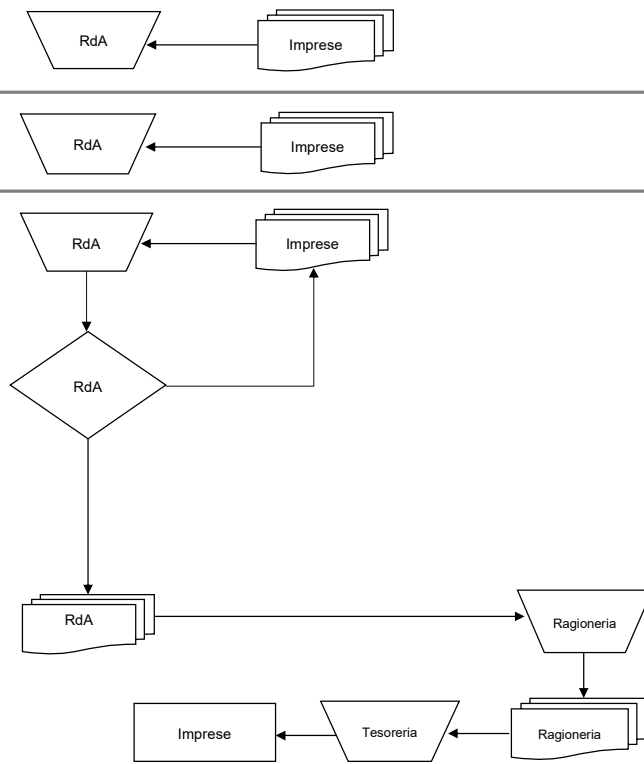 RdA
Imprese
RdA
Imprese
RdA
Imprese
RdA
RdA
Ragioneria
Imprese
Tesoreria
Ragioneria